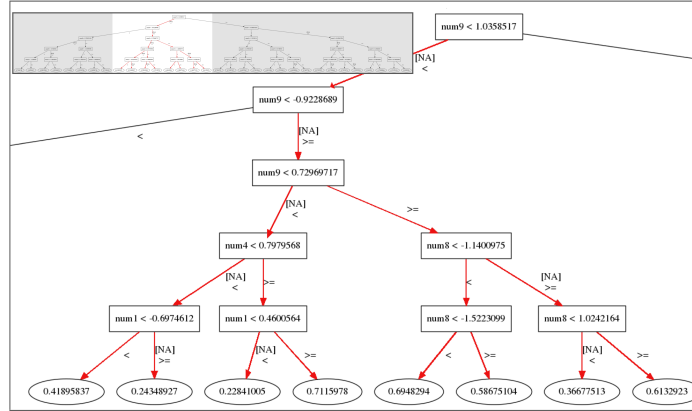 num9 < 1.0358517
[NA]
<
num9 < -0.9228689
<
[NA]
>=
num9 < 0.72969717
[NA]
<
>=
num4 < 0.7979568
num8 < -1.1400975
[NA]
<
>=
<
[NA]
>=
num1 < -0.6974612
num1 < 0.4600564
num8 < -1.5223099
num8 < 1.0242164
<
[NA]
>=
[NA]
<
>=
<
>=
[NA]
<
>=
0.41895837
0.24348927
0.22841005
0.7115978
0.6948294
0.58675104
0.36677513
0.6132923